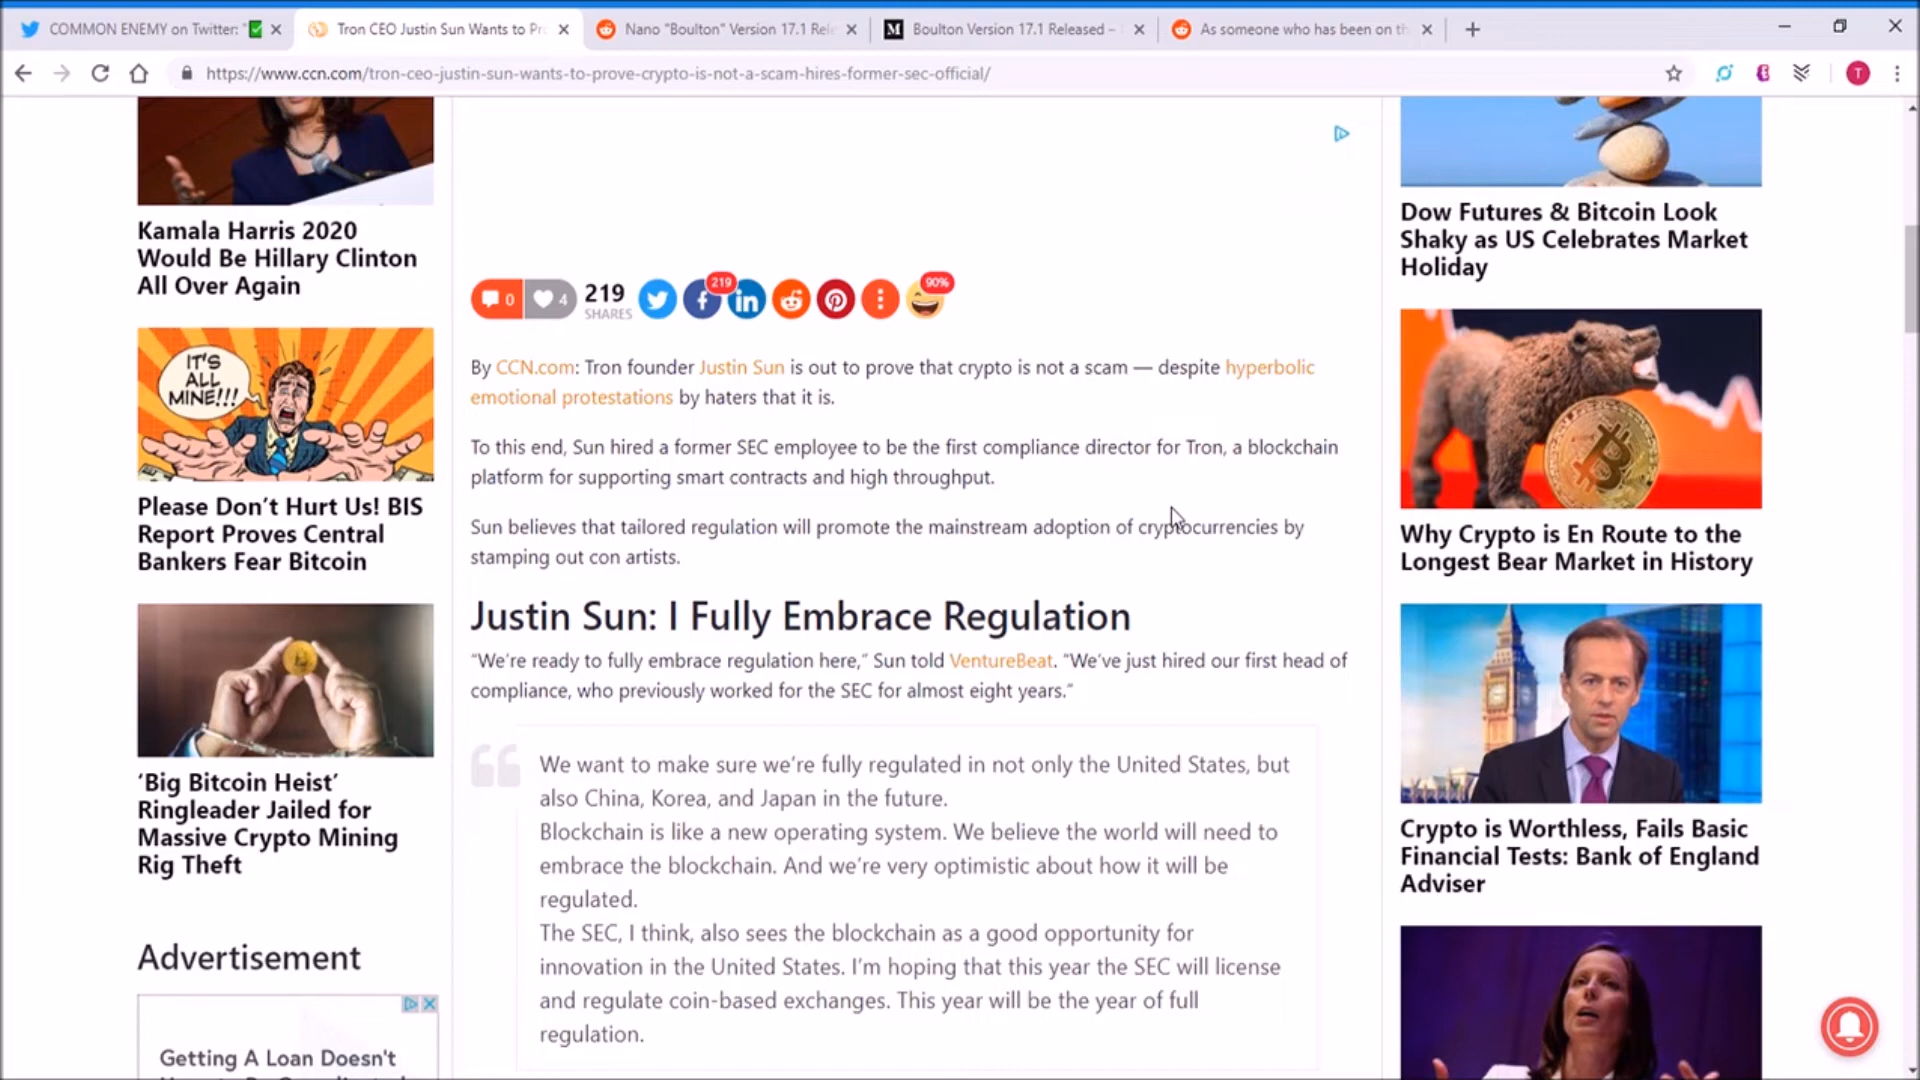 COMMON ENEMY on Twitter: "
Tron CEO Justin Sun Wants to Pr
Nano "Boulton" Version 17.1 Rel
Boulton Version 17.1 Released –
As someone who has been on th
https://www.ccn.com/tron-ceo-justin-sun-wants-to-prove-crypto-is-not-a-scam-hires-former-sec-official/
T
Kamala Harris 2020
Would Be Hillary Clinton
All Over Again
IT'S
ALL
MINE!!!
Please Don’t Hurt Us! BIS
Report Proves Central
Bankers Fear Bitcoin
‘Big Bitcoin Heist’
Ringleader Jailed for
Massive Crypto Mining
Rig Theft
Advertisement
Getting A Loan Doesn't
0
4
219
SHARES
219
90%
By CCN.com: Tron founder Justin Sun is out to prove that crypto is not a scam — despite hyperbolic
emotional protestations by haters that it is.
To this end, Sun hired a former SEC employee to be the first compliance director for Tron, a blockchain
platform for supporting smart contracts and high throughput.
Sun believes that tailored regulation will promote the mainstream adoption of cryptocurrencies by
stamping out con artists.
Justin Sun: I Fully Embrace Regulation
“We’re ready to fully embrace regulation here,” Sun told VentureBeat. “We’ve just hired our first head of
compliance, who previously worked for the SEC for almost eight years.”
We want to make sure we’re fully regulated in not only the United States, but
also China, Korea, and Japan in the future.
Blockchain is like a new operating system. We believe the world will need to
embrace the blockchain. And we’re very optimistic about how it will be
regulated.
The SEC, I think, also sees the blockchain as a good opportunity for
innovation in the United States. I’m hoping that this year the SEC will license
and regulate coin-based exchanges. This year will be the year of full
regulation.
Dow Futures & Bitcoin Look
Shaky as US Celebrates Market
Holiday
Why Crypto is En Route to the
Longest Bear Market in History
Crypto is Worthless, Fails Basic
Financial Tests: Bank of England
Adviser